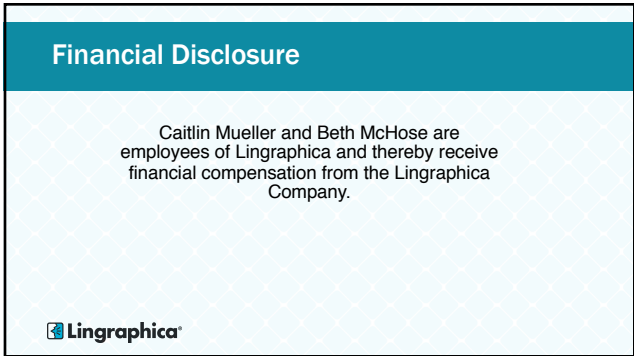 Financial Disclosure
Caitlin Mueller and Beth McHose are
employees of Lingraphica and thereby receive
financial compensation from the Lingraphica
Company.
Lingraphica®